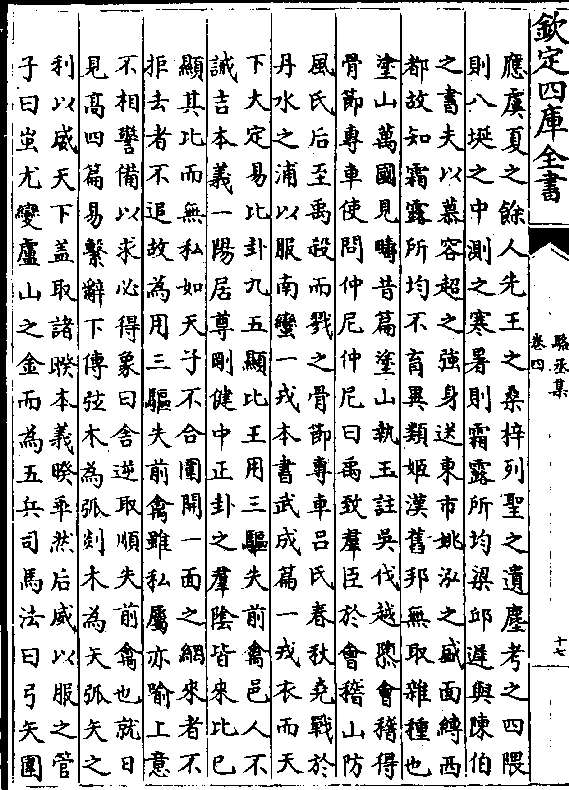 欽定四庫全書
駱丞集
卷四
十七
應虞夏之餘人先王之桑梓列聖之遺塵考之四隈
則八埏之中測之寒暑則霜露所均梁邱遲與陳伯
之書夫以慕容超之強身送東市姚泓之盛面縛西
都故知霜露所均不育異類姬漢舊邦無取雜種也
塗山萬國見疇昔篇塗山執玉註吳伐越隳會稽得
骨節專車使問仲尼仲尼曰禹致羣臣於會稽山防
風氏后至禹殺而戮之骨節專車吕氏春秋堯戰於
丹水之浦以服南蠻一戎本書武成篇一戎衣而天
下大定易比卦九五顯比王用三驅失前禽邑人不
誡吉本義一陽居尊剛健中正卦之羣陰皆來比已
顯其比而無私如天子不合圍開一面之網來者不
拒去者不追故為用三驅失前禽雖私屬亦喻上意
不相警備以求必得象曰舍逆取順失前禽也就日
見高四篇易繫辭下傳弦木為弧剡木為矢弧矢之
利以威天下盖取諸睽本義睽乖然后威以服之管
子曰蚩尤變盧山之金而為五兵司馬法曰弓矢圍